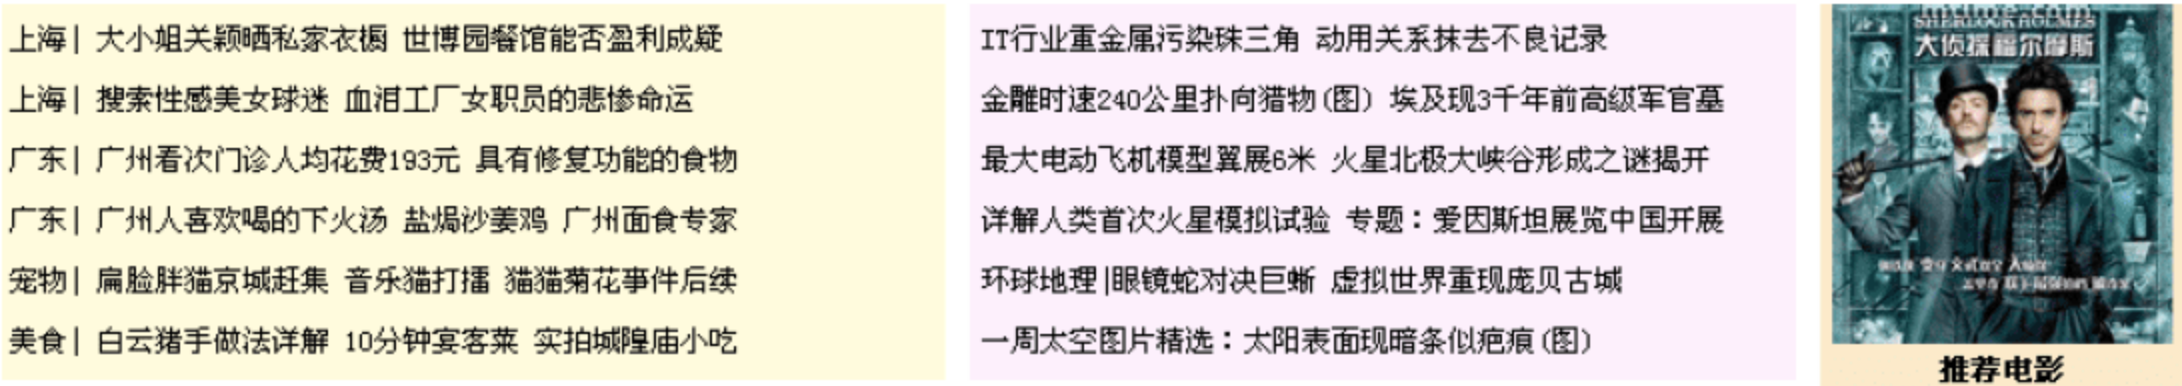 上海| 大小姐关颖晒私家衣橱 世博园餐馆能否盈利成疑
上海| 搜索性感美女球迷 血泪工厂女职员的悲惨命运
广东| 广州看次门诊人均花费193元 具有修复功能的食物
广东| 广州人喜欢喝的下火汤 盐焗沙姜鸡 广州面食专家
宠物| 扁脸胖猫京城赶集 音乐猫打播 猫猫菊花事件后续
美食| 白云猪手做法详解 10分钟宴客菜 实拍城隍庙小吃
IT行业重金属污染珠三角 动用关系抹去不良记录
金雕时速240公里扑向猎物(图) 埃及现3千年前高级军官墓
最大电动飞机模型翼展6米 火星北极大峡谷形成之谜揭开
详解人类首次火星模拟试验 专题：爱因斯坦展览中国开展
环球地理|眼镜蛇对决巨蜥 虚拟世界重现庞贝古城
一周太空图片精选：太阳表面现暗条似疤痕(图)
SHERLOCK HOLMES
大侦探福尔摩斯
推荐电影